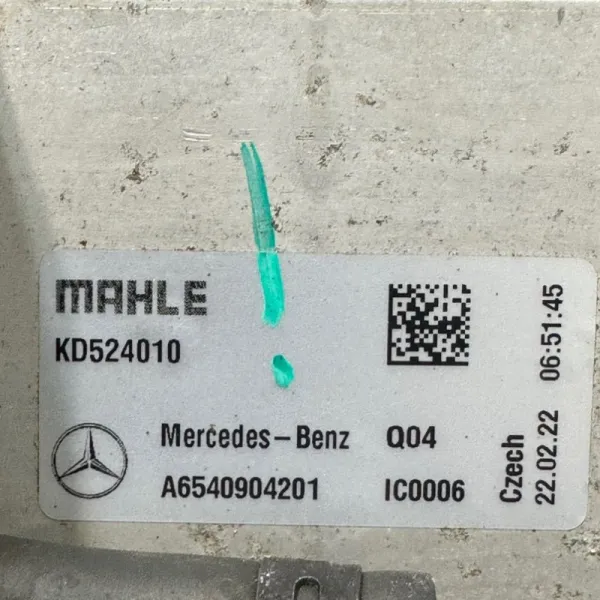 MAHLE
KD524010
Mercedes-Benz Q04
A6540904201 IC0006
Czech
22.02.22 06:51:45